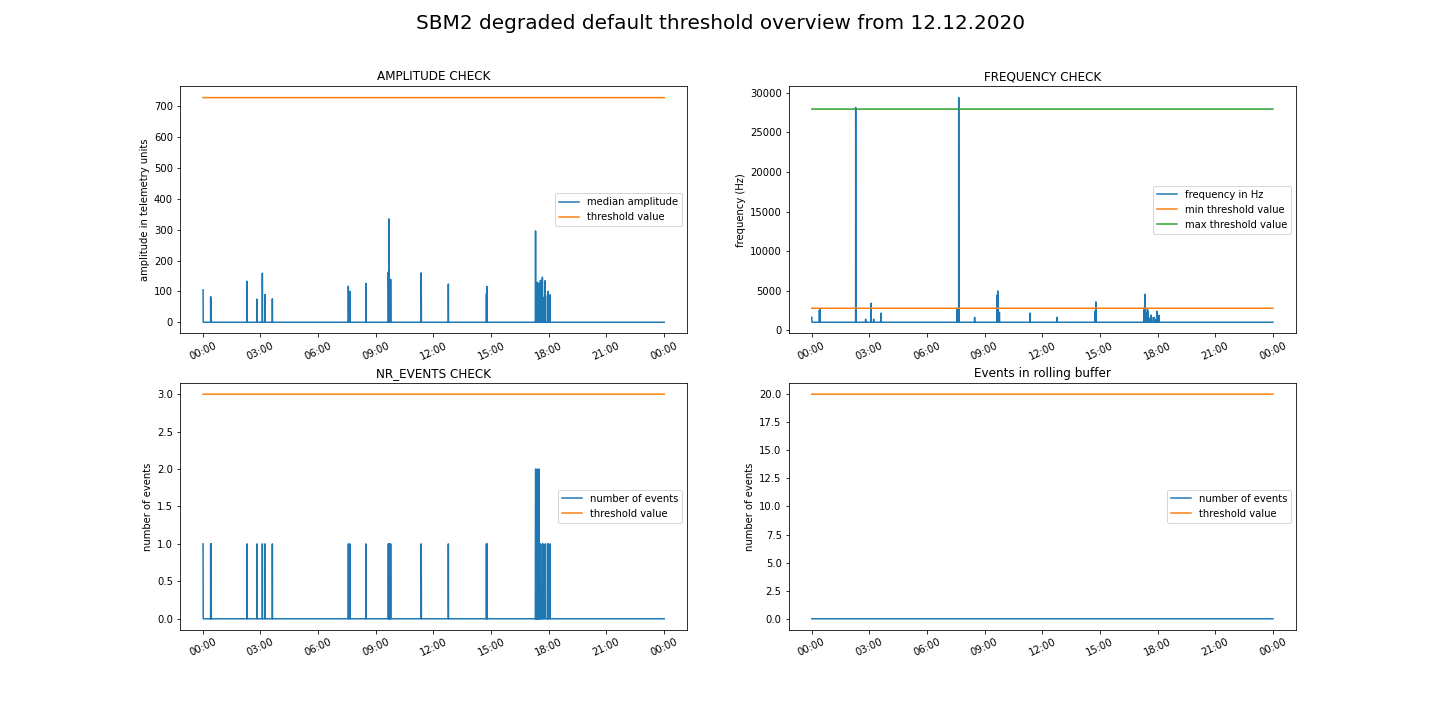 SBM2 degraded default threshold overview from 12.12.2020
AMPLITUDE CHECK
amplitude in telemetry units
700
600
500
400
300
200
100
0
median amplitude
threshold value
00:00 03:00 06:00 09:00 12:00 15:00 18:00 21:00 00:00
FREQUENCY CHECK
frequency (Hz)
30000
25000
20000
15000
10000
5000
0
frequency in Hz
min threshold value
max threshold value
00:00 03:00 06:00 09:00 12:00 15:00 18:00 21:00 00:00
NR_EVENTS CHECK
number of events
3.0
2.5
2.0
1.5
1.0
0.5
0.0
number of events
threshold value
00:00 03:00 06:00 09:00 12:00 15:00 18:00 21:00 00:00
Events in rolling buffer
number of events
20.0
17.5
15.0
12.5
10.0
7.5
5.0
2.5
0.0
number of events
threshold value
00:00 03:00 06:00 09:00 12:00 15:00 18:00 21:00 00:00